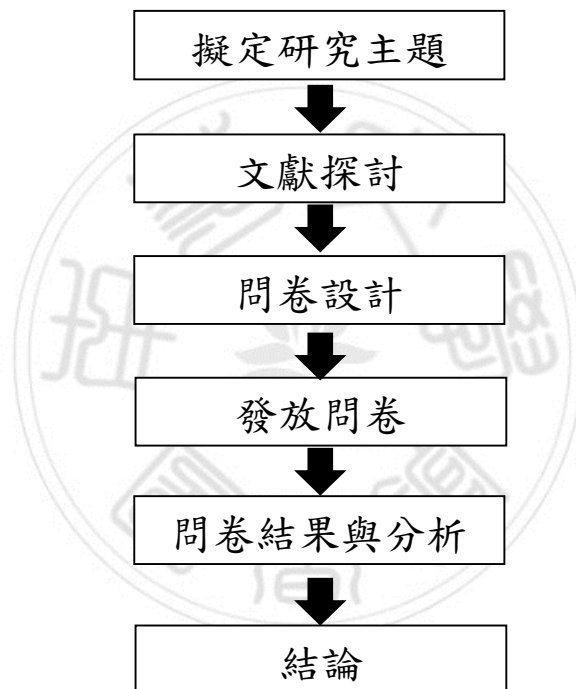 擬定研究主題
文獻探討
問卷設計
發放問卷
問卷結果與分析
結論